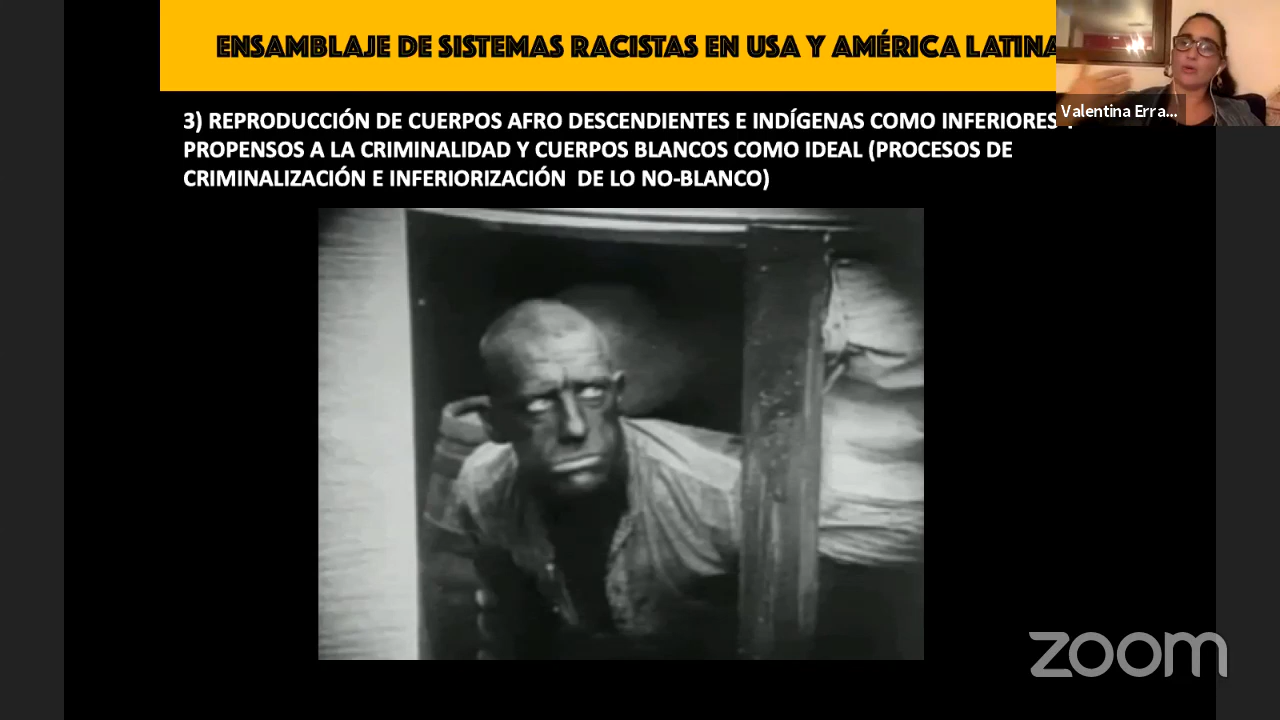 ENSAMBLAJE DE SISTEMAS RACISTAS EN USA Y AMÉRICA LATINA
Valentina Erra...
3) REPRODUCCIÓN DE CUERPOS AFRO DESCENDIENTES E INDÍGENAS COMO INFERIORES
PROPENSOS A LA CRIMINALIDAD Y CUERPOS BLANCOS COMO IDEAL (PROCESOS DE
CRIMINALIZACIÓN E INFERIORIZACIÓN DE LO NO-BLANCO)
zoom